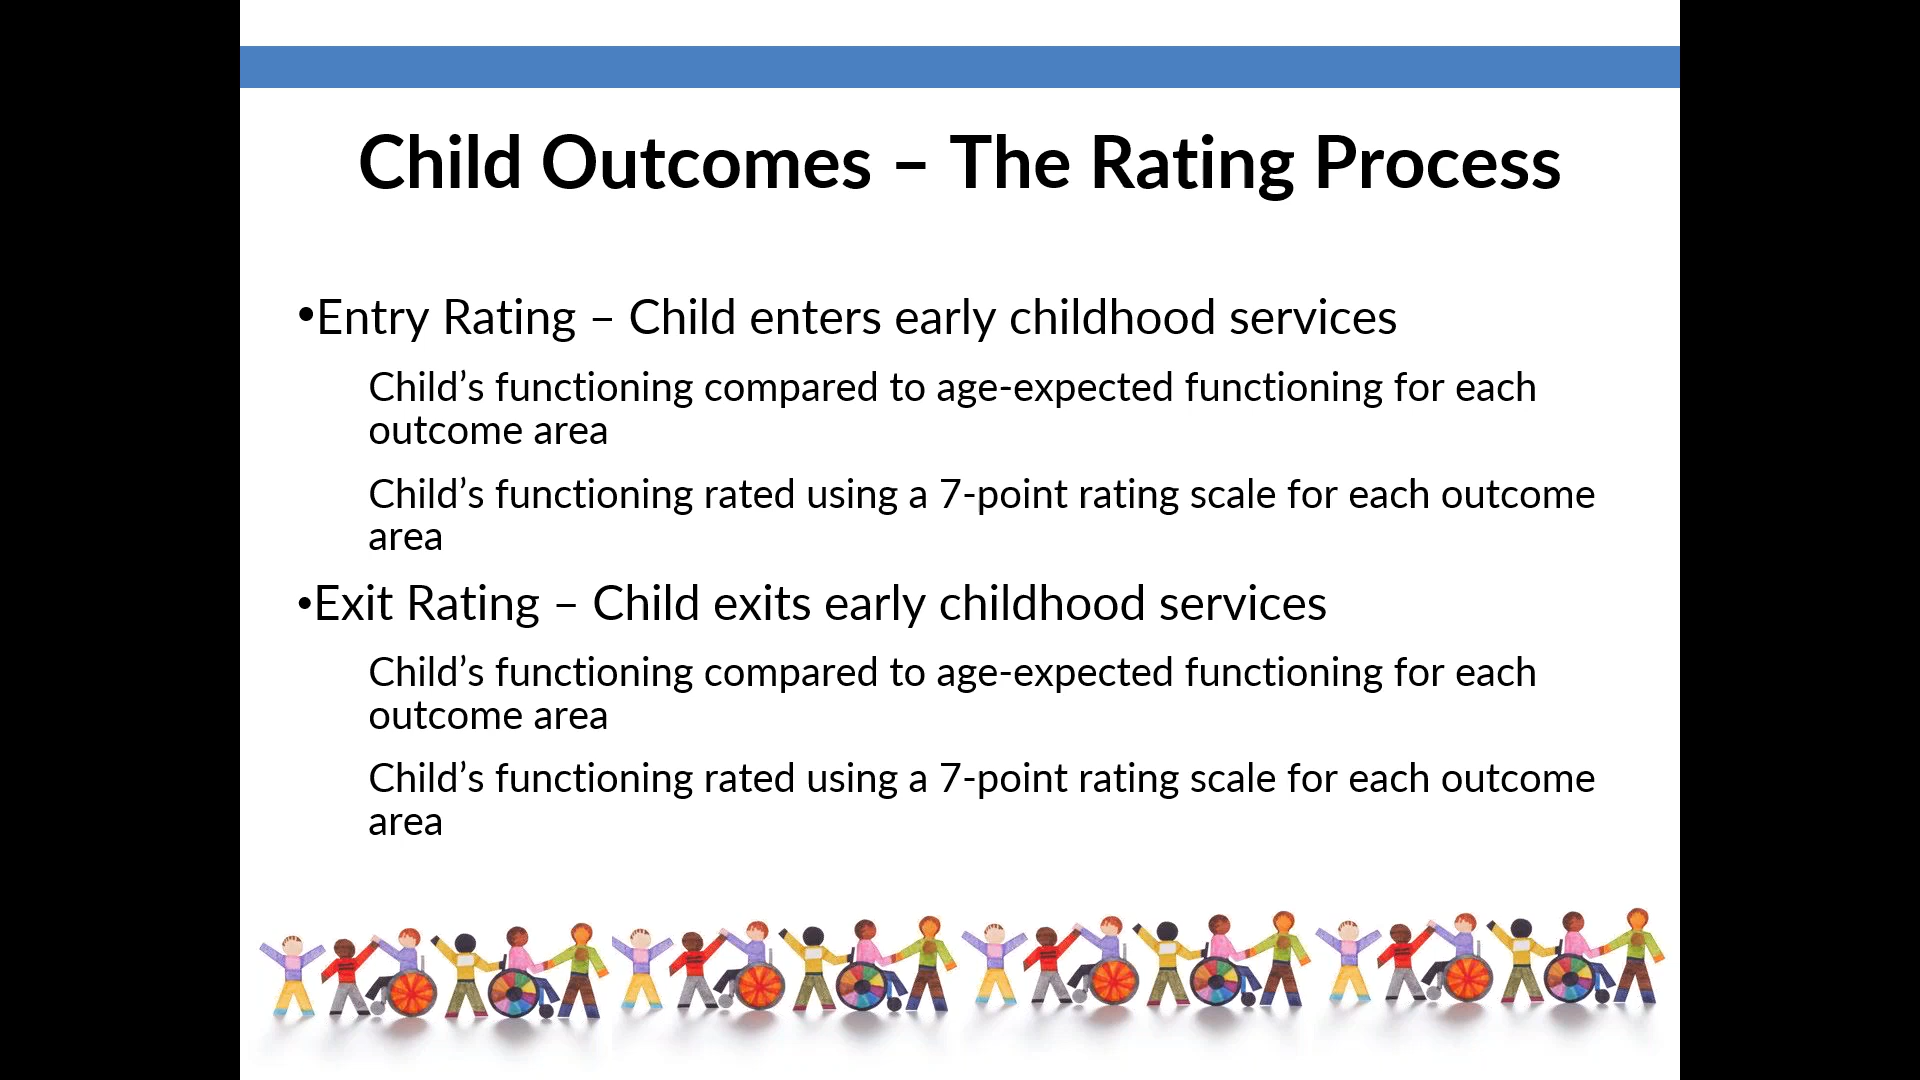 Child Outcomes – The Rating Process
•Entry Rating – Child enters early childhood services
Child’s functioning compared to age-expected functioning for each
outcome area
Child’s functioning rated using a 7-point rating scale for each outcome
area
•Exit Rating – Child exits early childhood services
Child’s functioning compared to age-expected functioning for each
outcome area
Child’s functioning rated using a 7-point rating scale for each outcome
area